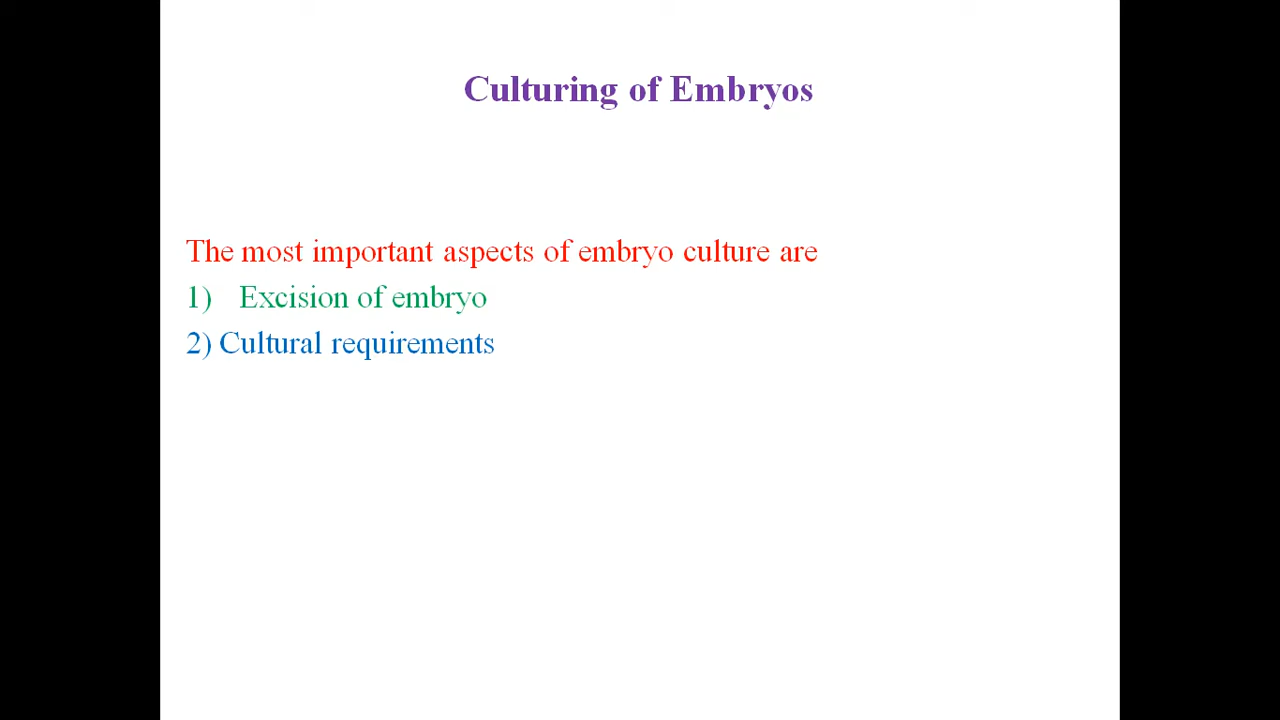 Culturing of Embryos
The most important aspects of embryo culture are
1) Excision of embryo
2) Cultural requirements